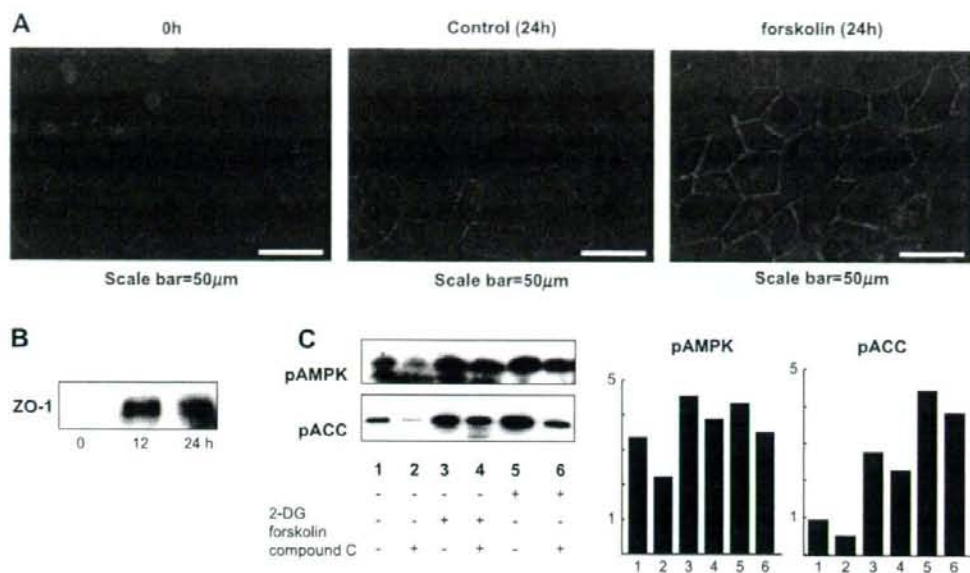 A
0h
Control (24h)
forskolin (24h)
Scale bar=50μm
Scale bar=50μm
Scale bar=50μm
B
ZO-1
0 12 24 h
C
pAMPK
pACC
1 2 3 4 5 6
- - - - + +
2-DG
forskolin - - + + - -
compound C - + - + - +
pAMPK
5
1
1 2 3 4 5 6
pACC
5
1
1 2 3 4 5 6